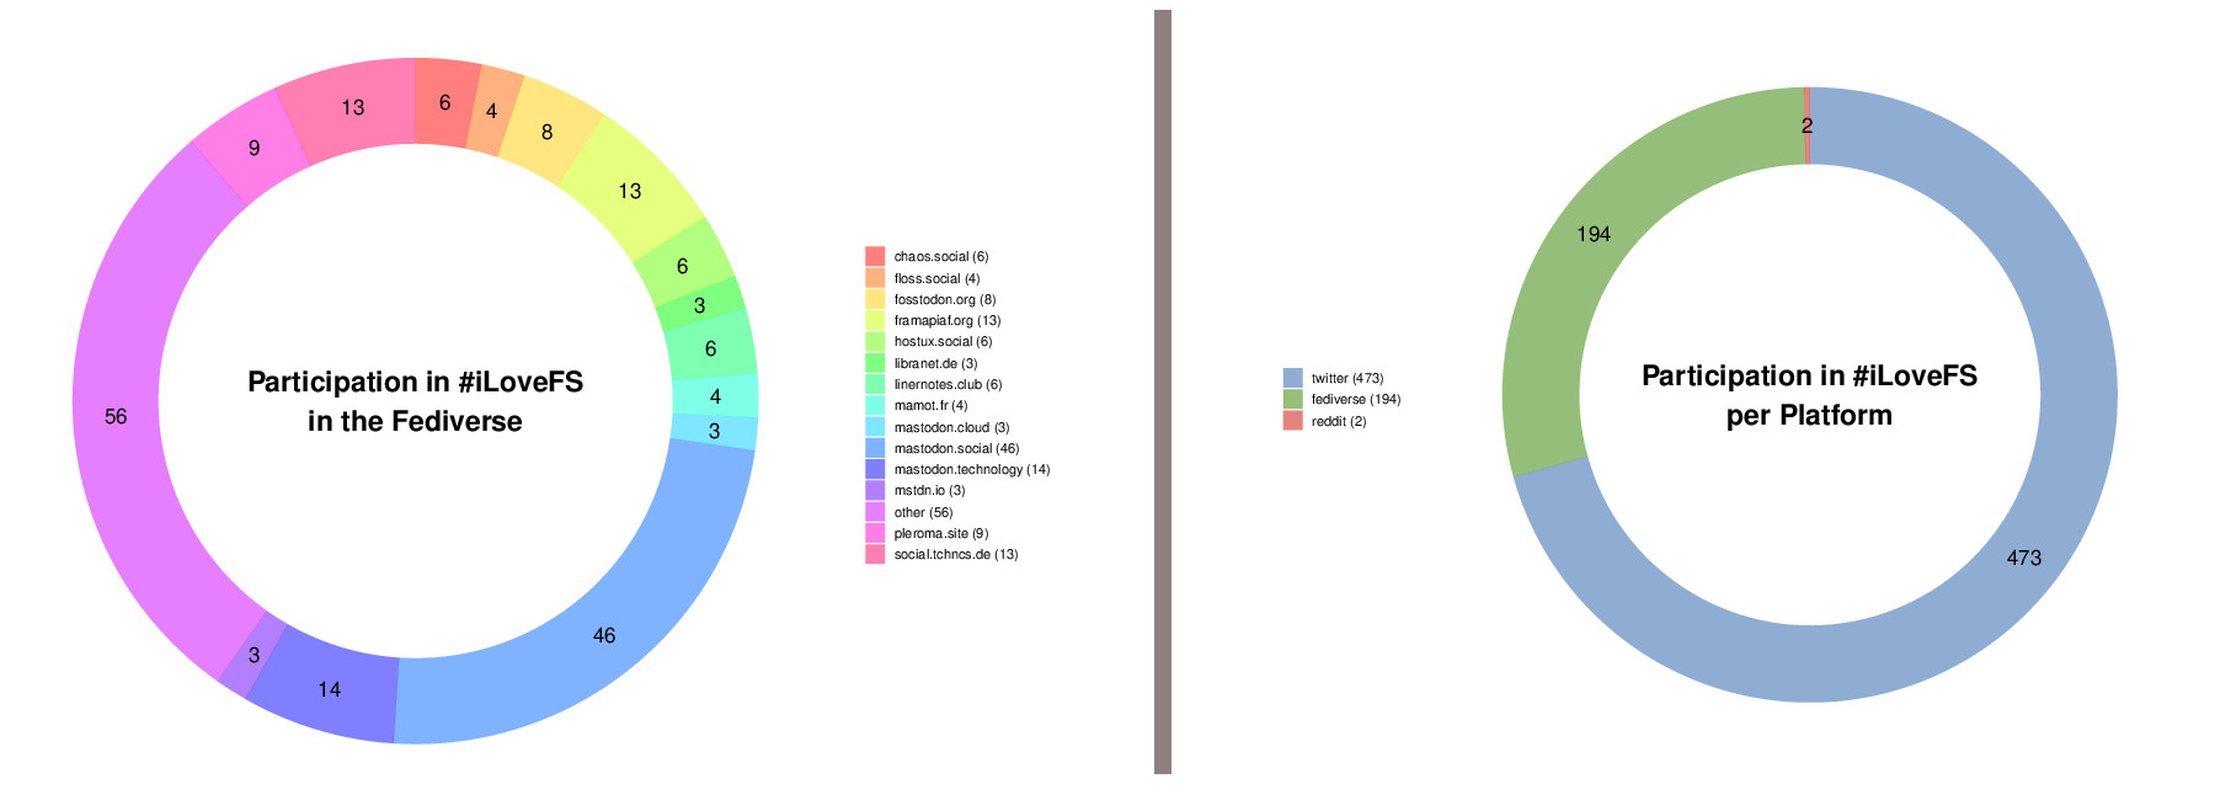 13
6
4
8
9
13
6
3
6
4
3
56
46
3
14
Participation in #iLoveFS
in the Fediverse
chaos.social (6)
floss.social (4)
fosstodon.org (8)
framapiaf.org (13)
hostux.social (6)
libranet.de (3)
linernotes.club (6)
mamot.fr (4)
mastodon.cloud (3)
mastodon.social (46)
mastodon.technology (14)
mstdn.io (3)
other (56)
pleroma.site (9)
social.tchncs.de (13)
twitter (473)
fediverse (194)
reddit (2)
2
194
Participation in #iLoveFS
per Platform
473